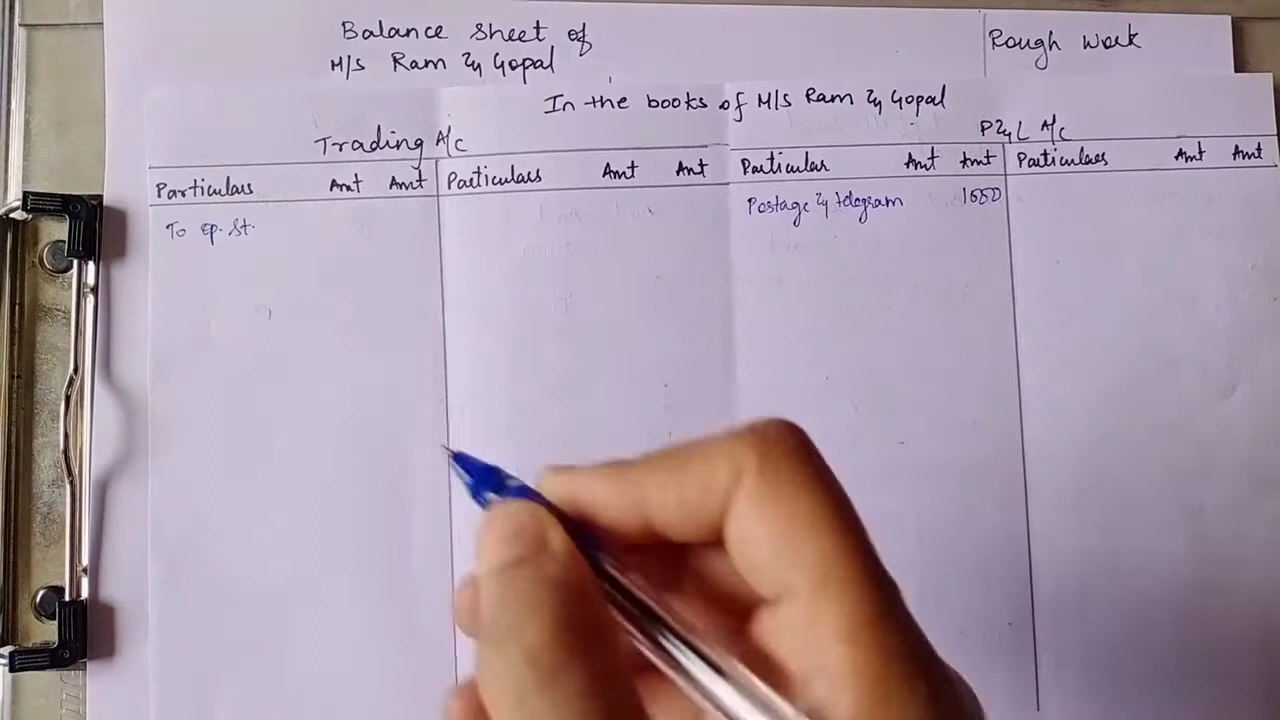 Balance Sheet of
M/S Ram & Gopal
Rough Work
In the books of M/S Ram & Gopal
Trading A/c
P & L A/c
Particulars Amt Amt Particulars Amt Amt Particular Amt Amt Particulars Amt Amt
To op. St.
Postage & telegram